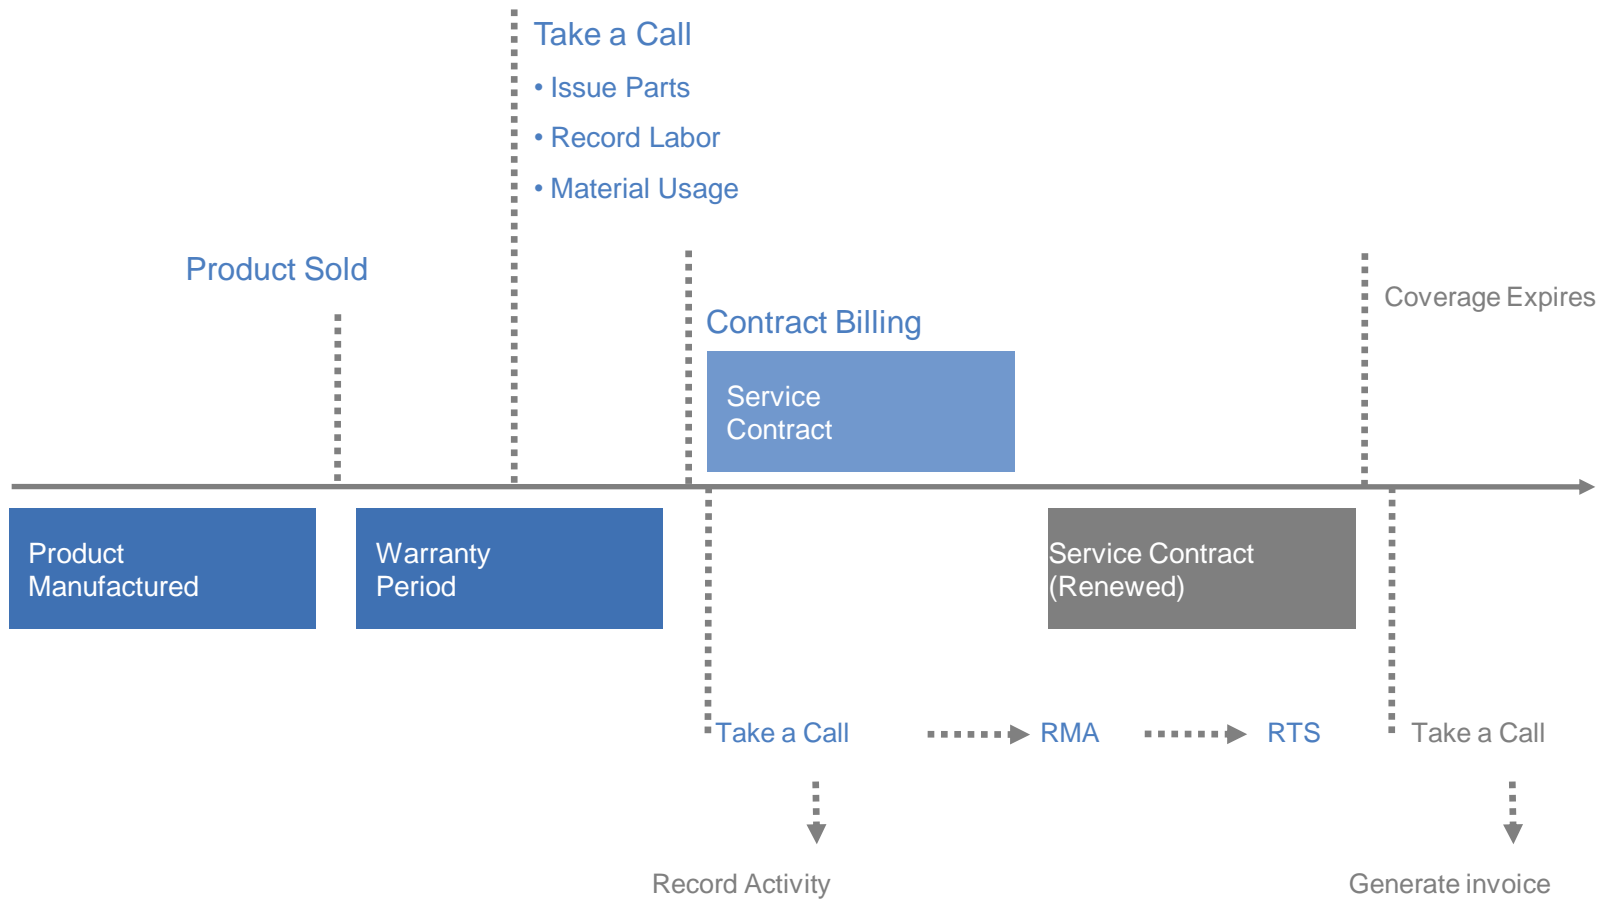 Take a Call
• Issue Parts
• Record Labor
• Material Usage
Product Sold
Coverage Expires
Contract Billing
Service
Contract
Product
Manufactured
Warranty
Period
Service Contract
(Renewed)
Take a Call
RMA
RTS
Take a Call
Record Activity
Generate invoice